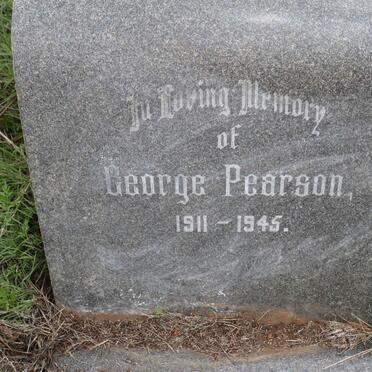 In Loving Memory
of
George Pearson,
1911 - 1945.